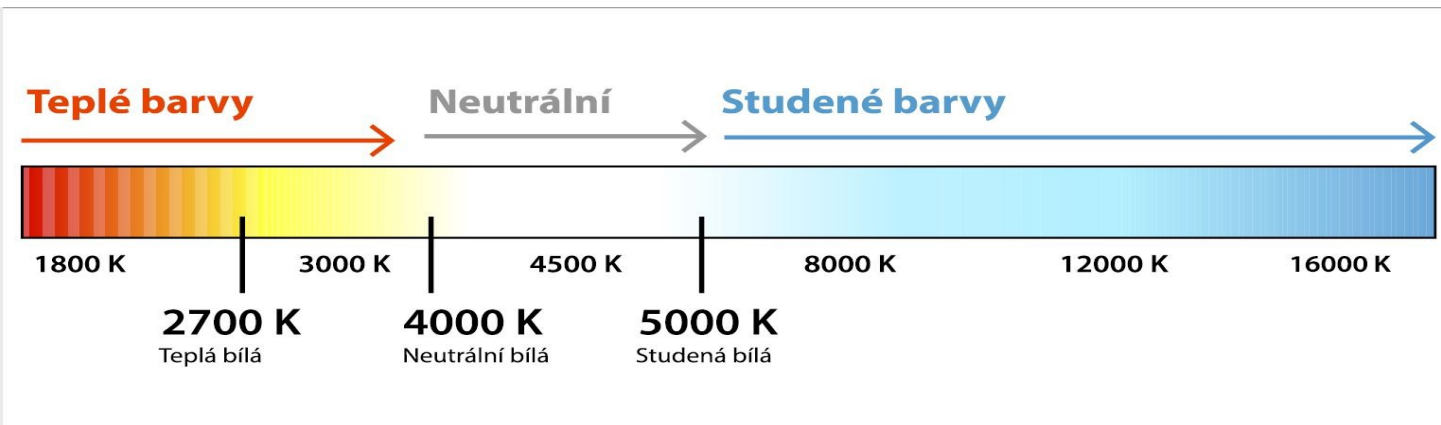 Teplé barvy
Neutrální
Studené barvy
1800 K
3000 K
4500 K
8000 K
12000 K
16000 K
2700 K
Teplá bílá
4000 K
Neutrální bílá
5000 K
Studená bílá